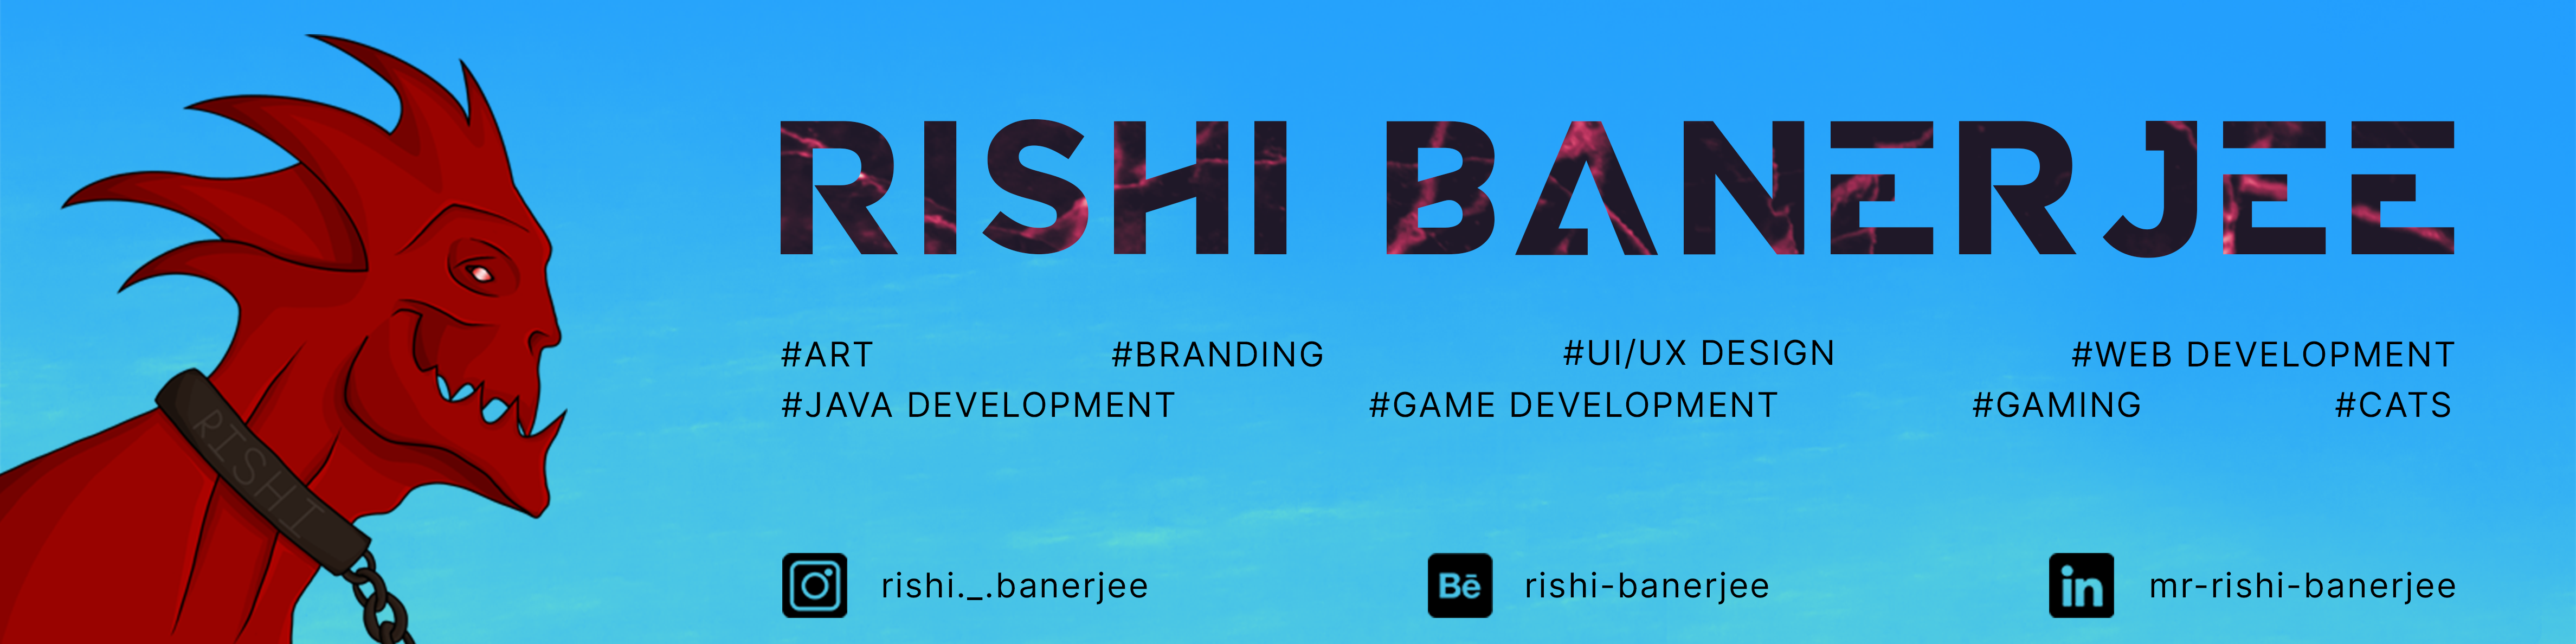 RISHI BANERJEE
#ART #BRANDING #UI/UX DESIGN #WEB DEVELOPMENT
#JAVA DEVELOPMENT #GAME DEVELOPMENT #GAMING #CATS
RISHI
rishi._.banerjee Bē rishi-banerjee in mr-rishi-banerjee